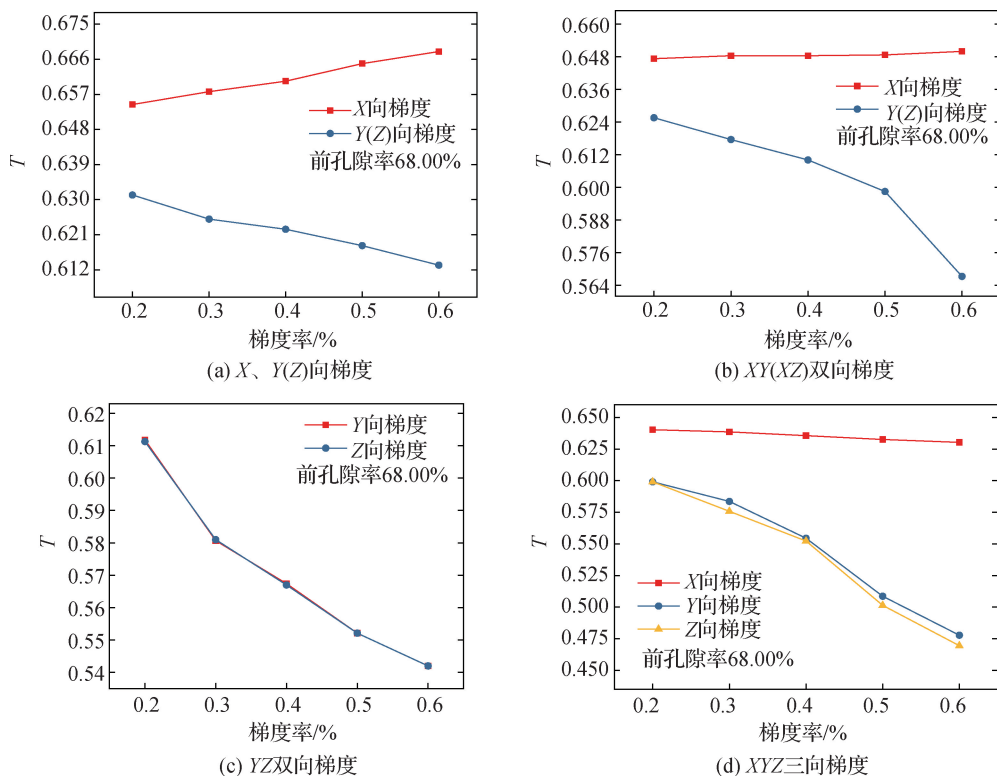 0.675
0.666
0.657
0.648
0.639
0.630
0.621
0.612
T
X向梯度
Y(Z)向梯度
前孔隙率68.00%
0.2 0.3 0.4 0.5 0.6
梯度率/%
(a) X、Y(Z)向梯度
0.660
0.648
0.636
0.624
0.612
0.600
0.588
0.576
0.564
T
X向梯度
Y(Z)向梯度
前孔隙率68.00%
0.2 0.3 0.4 0.5 0.6
梯度率/%
(b) XY(XZ)双向梯度
0.62
0.61
0.60
0.59
0.58
0.57
0.56
0.55
0.54
T
Y向梯度
Z向梯度
前孔隙率68.00%
0.2 0.3 0.4 0.5 0.6
梯度率/%
(c) YZ双向梯度
0.650
0.625
0.600
0.575
0.550
0.525
0.500
0.475
0.450
T
X向梯度
Y向梯度
Z向梯度
前孔隙率68.00%
0.2 0.3 0.4 0.5 0.6
梯度率/%
(d) XYZ三向梯度